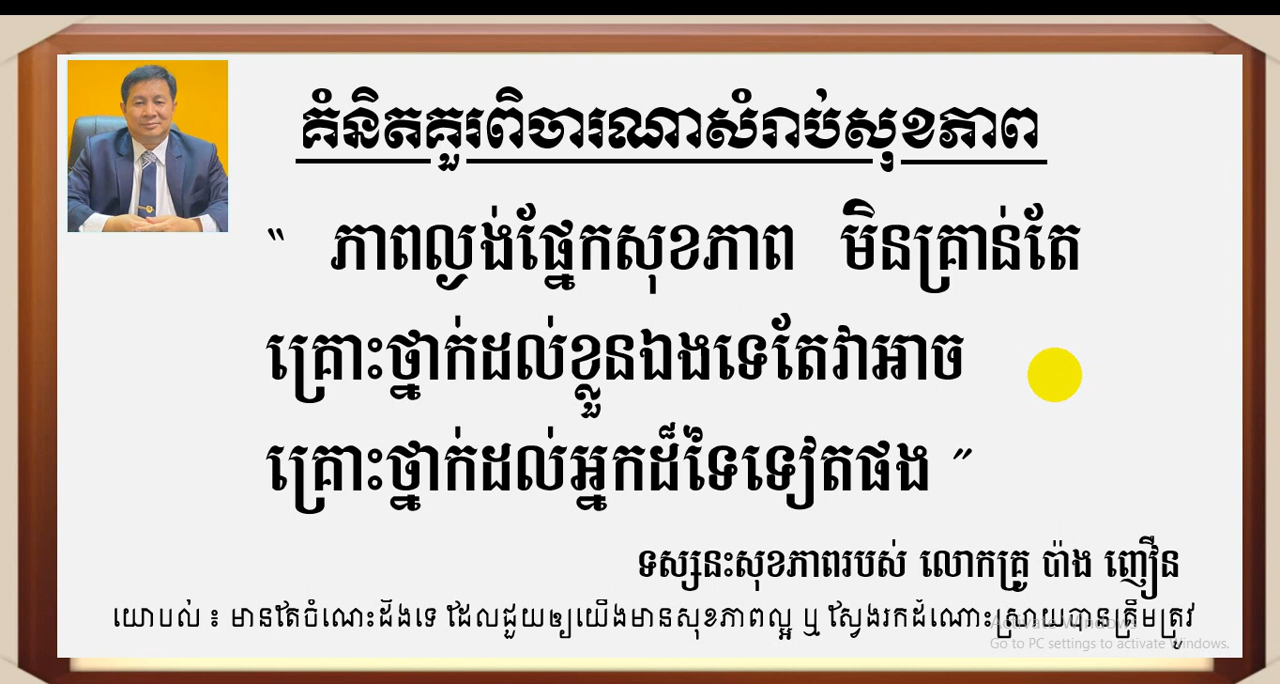 គំនិតគួរពិចារណាសំរាប់សុខភាព
“ ភាពល្ងង់ផ្នែកសុខភាព មិនគ្រាន់តែ
គ្រោះថ្នាក់ដល់ខ្លួនឯងទេតែវាអាច
គ្រោះថ្នាក់ដល់អ្នកដ៏ទៃទៀតផង ”
ទស្សនះសុខភាពរបស់ លោកគ្រូ ប៉ាង ញឿន
យោបល់ ៖ មានតែចំណេះដឹងទេ ដែលជួយឲ្យយើងមានសុខភាពល្អ ឬ ស្វែងរកដំណោះស្រាយបានត្រឹមត្រូវ
Activate Windows
Go to PC settings to activate Windows.